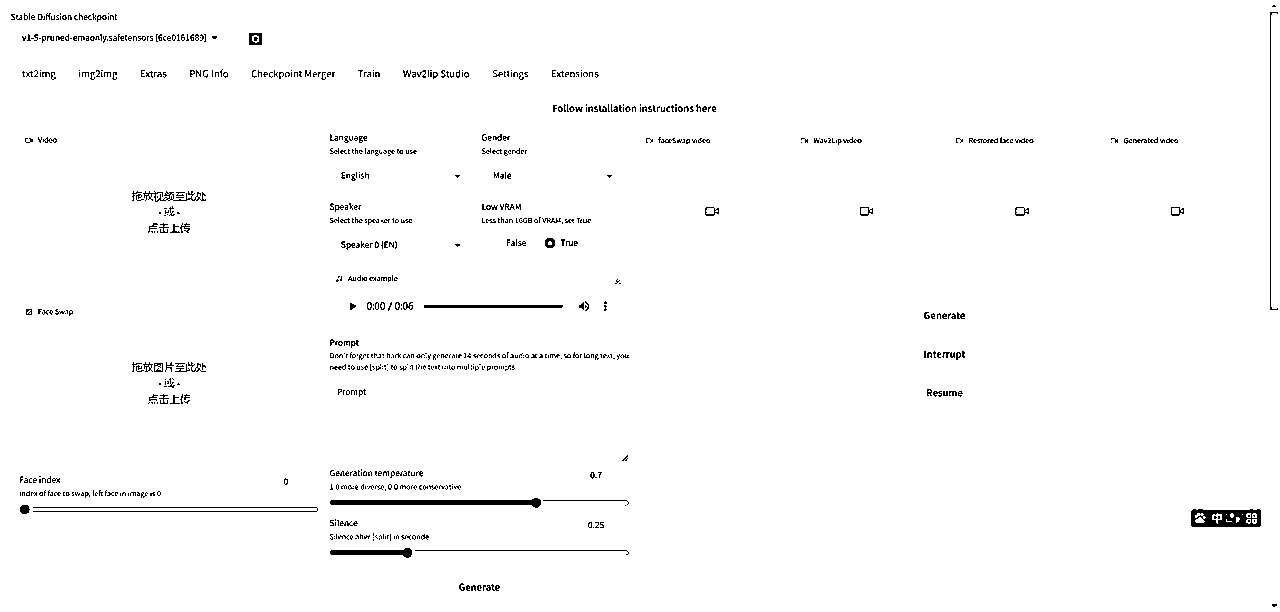 Stable Diffusion checkpoint
v1-5-pruned-emaonly.safetensors [6ce0161689]
txt2img img2img Extras PNG Info Checkpoint Merger Train Wav2lip Studio Settings Extensions
Follow installation instructions here
Video
拖放视频至此处
- 或 -
点击上传
Face Swap
拖放图片至此处
- 或 -
点击上传
Face index
0
Index of face to swap, left face in image is 0
Language
Select the language to use
English
Gender
Select gender
Male
Speaker
Select the speaker to use
Speaker 0 (EN)
Low VRAM
Less than 16GB of VRAM, set True
False True
Audio example
0:00 / 0:06
Prompt
Don't forget that bark can only generate 14 seconds of audio at a time, so for long text, you
need to use [split] to split the text into multiple prompts
Prompt
Generation temperature
0.7
1.0 more diverse, 0.0 more conservative
Silence
0.25
Silence after [split] in seconde
Generate
faceSwap video
Wav2Lip video
Restored face video
Generated video
Generate
Interrupt
Resume
中